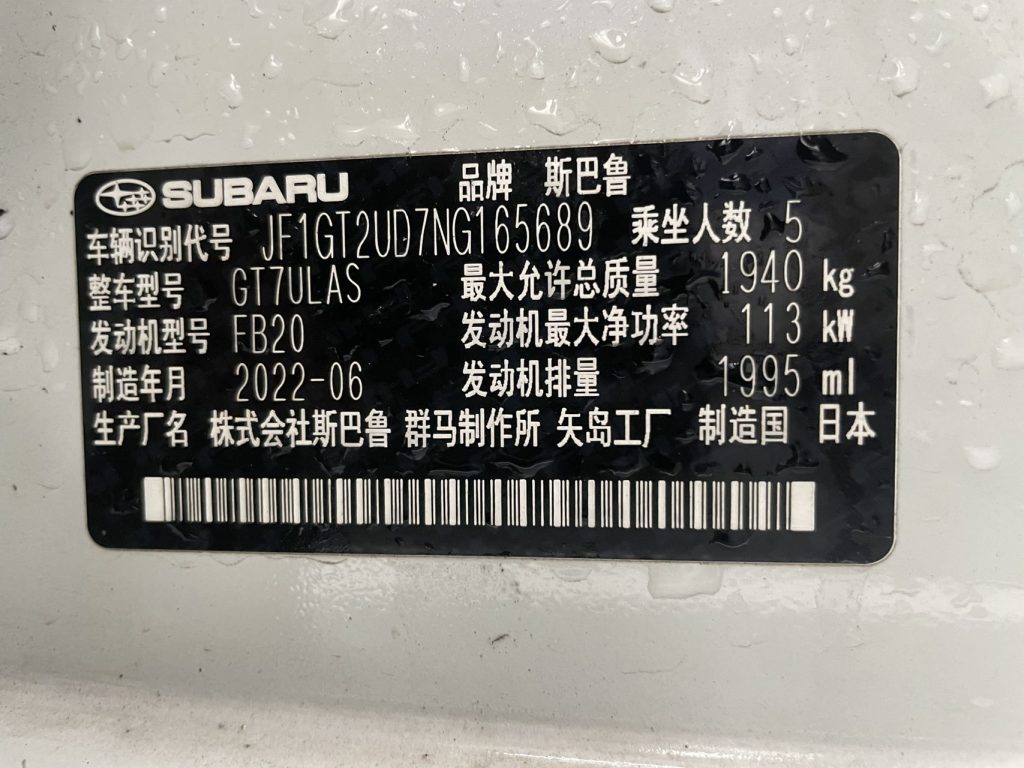 SUBARU 品牌 斯巴鲁
车辆识别代号 JF1GT2UD7NG165689 乘坐人数 5
整车型号 GT7ULAS 最大允许总质量 1940 kg
发动机型号 FB20 发动机最大净功率 113 kW
制造年月 2022-06 发动机排量 1995 ml
生产厂名 株式会社斯巴鲁 群马制作所 矢岛工厂 制造国 日本